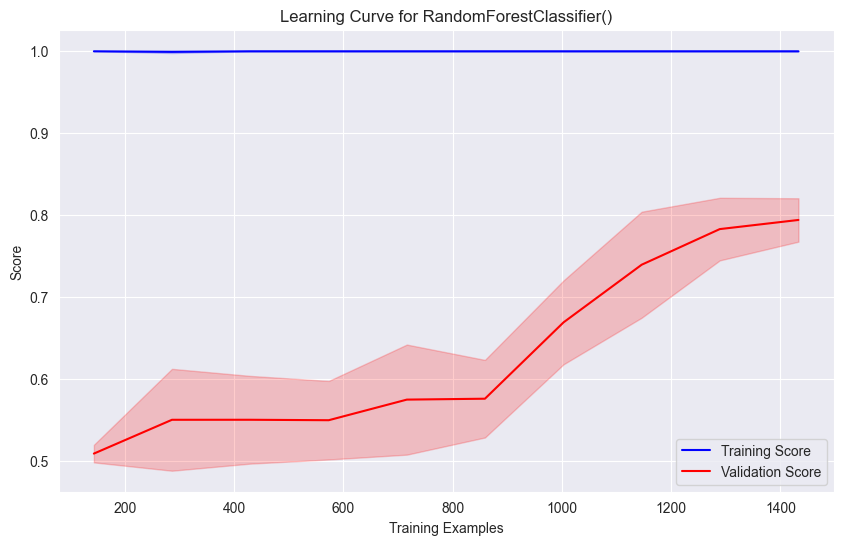 Learning Curve for RandomForestClassifier()
1.0
0.9
0.8
0.7
0.6
0.5
Score
200 400 600 800 1000 1200 1400
Training Examples
Training Score
Validation Score